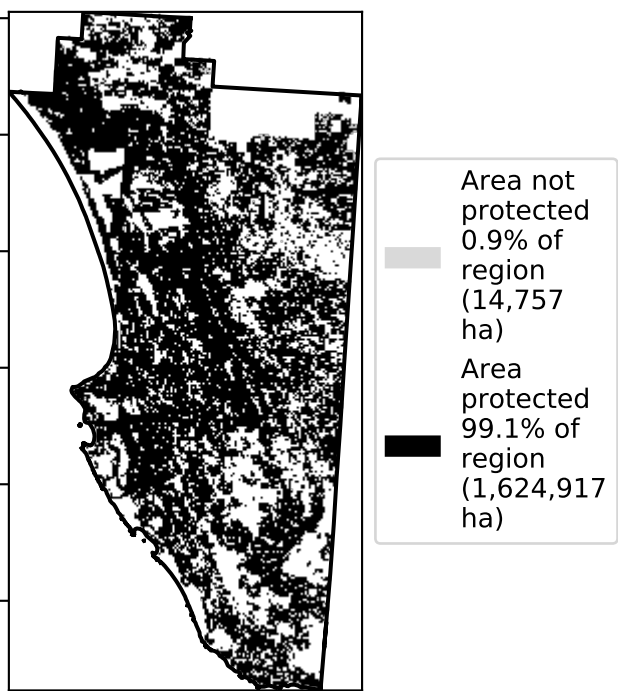 Area not
protected
0.9% of
region
(14,757
ha)
Area
protected
99.1% of
region
(1,624,917
ha)